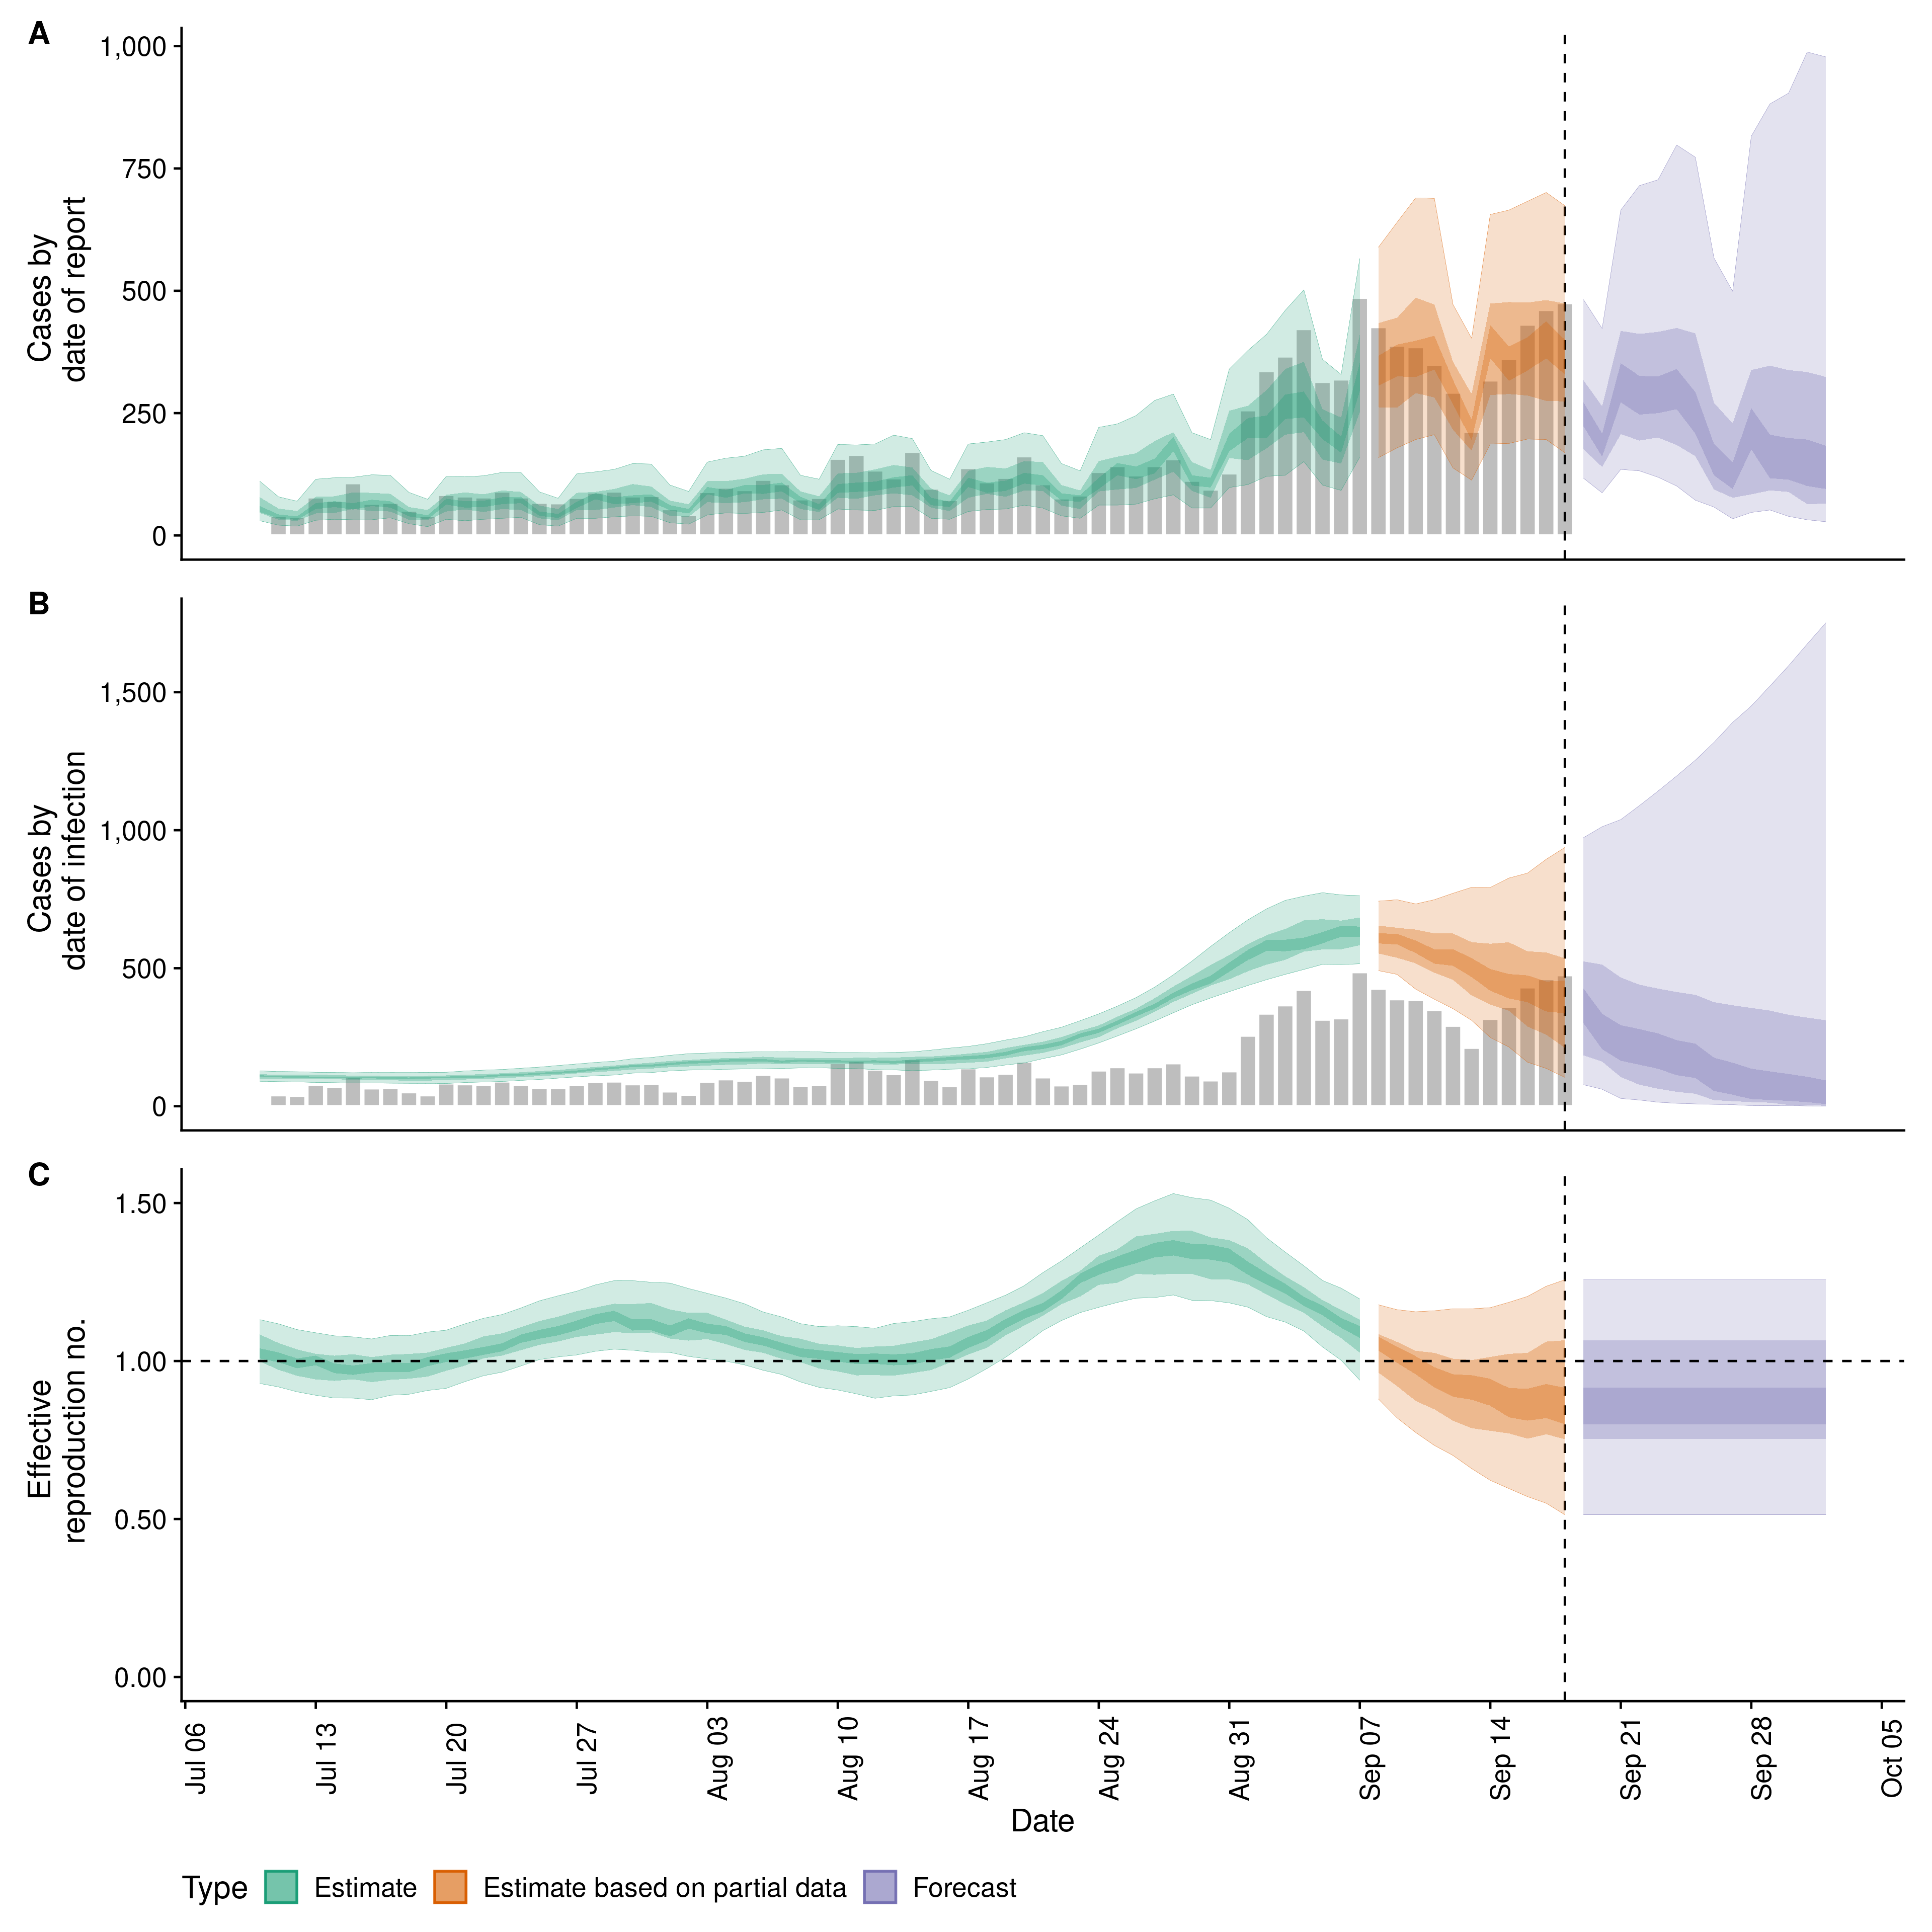 A
1,000
750
500
250
0
Cases by
date of report
B
1,500
1,000
500
0
Cases by
date of infection
C
1.50
1.00
0.50
0.00
Effective
reproduction no.
Jul 06
Jul 13
Jul 20
Jul 27
Aug 03
Aug 10
Aug 17
Aug 24
Aug 31
Sep 07
Sep 14
Sep 21
Sep 28
Oct 05
Date
Type Estimate Estimate based on partial data Forecast